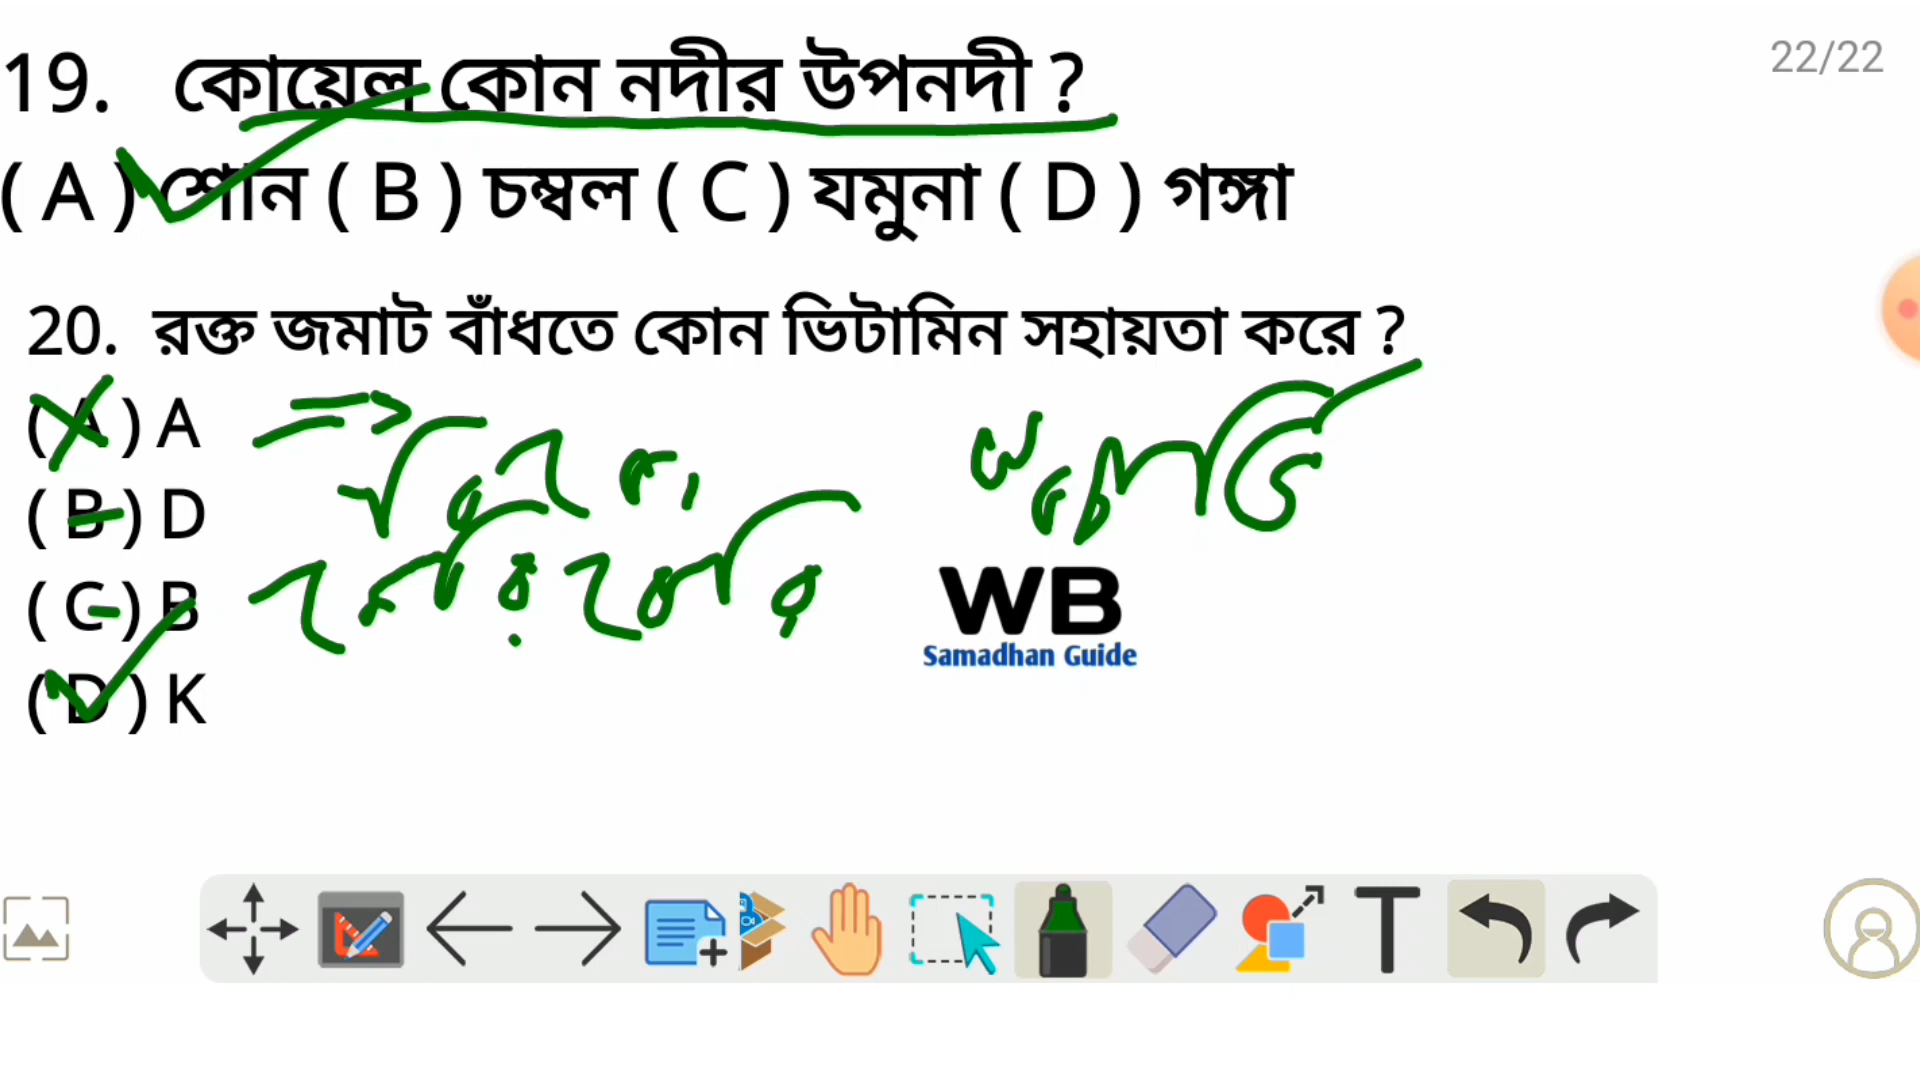 22/22
19. কোয়েল কোন নদীর উপনদী ?
( A ) শোন ( B ) চম্বল ( C ) যমুনা ( D ) গঙ্গা
20. রক্ত জমাট বাঁধতে কোন ভিটামিন সহায়তা করে ?
( A ) A
( B ) D
( C ) B
( D ) K
WB
Samadhan Guide
T